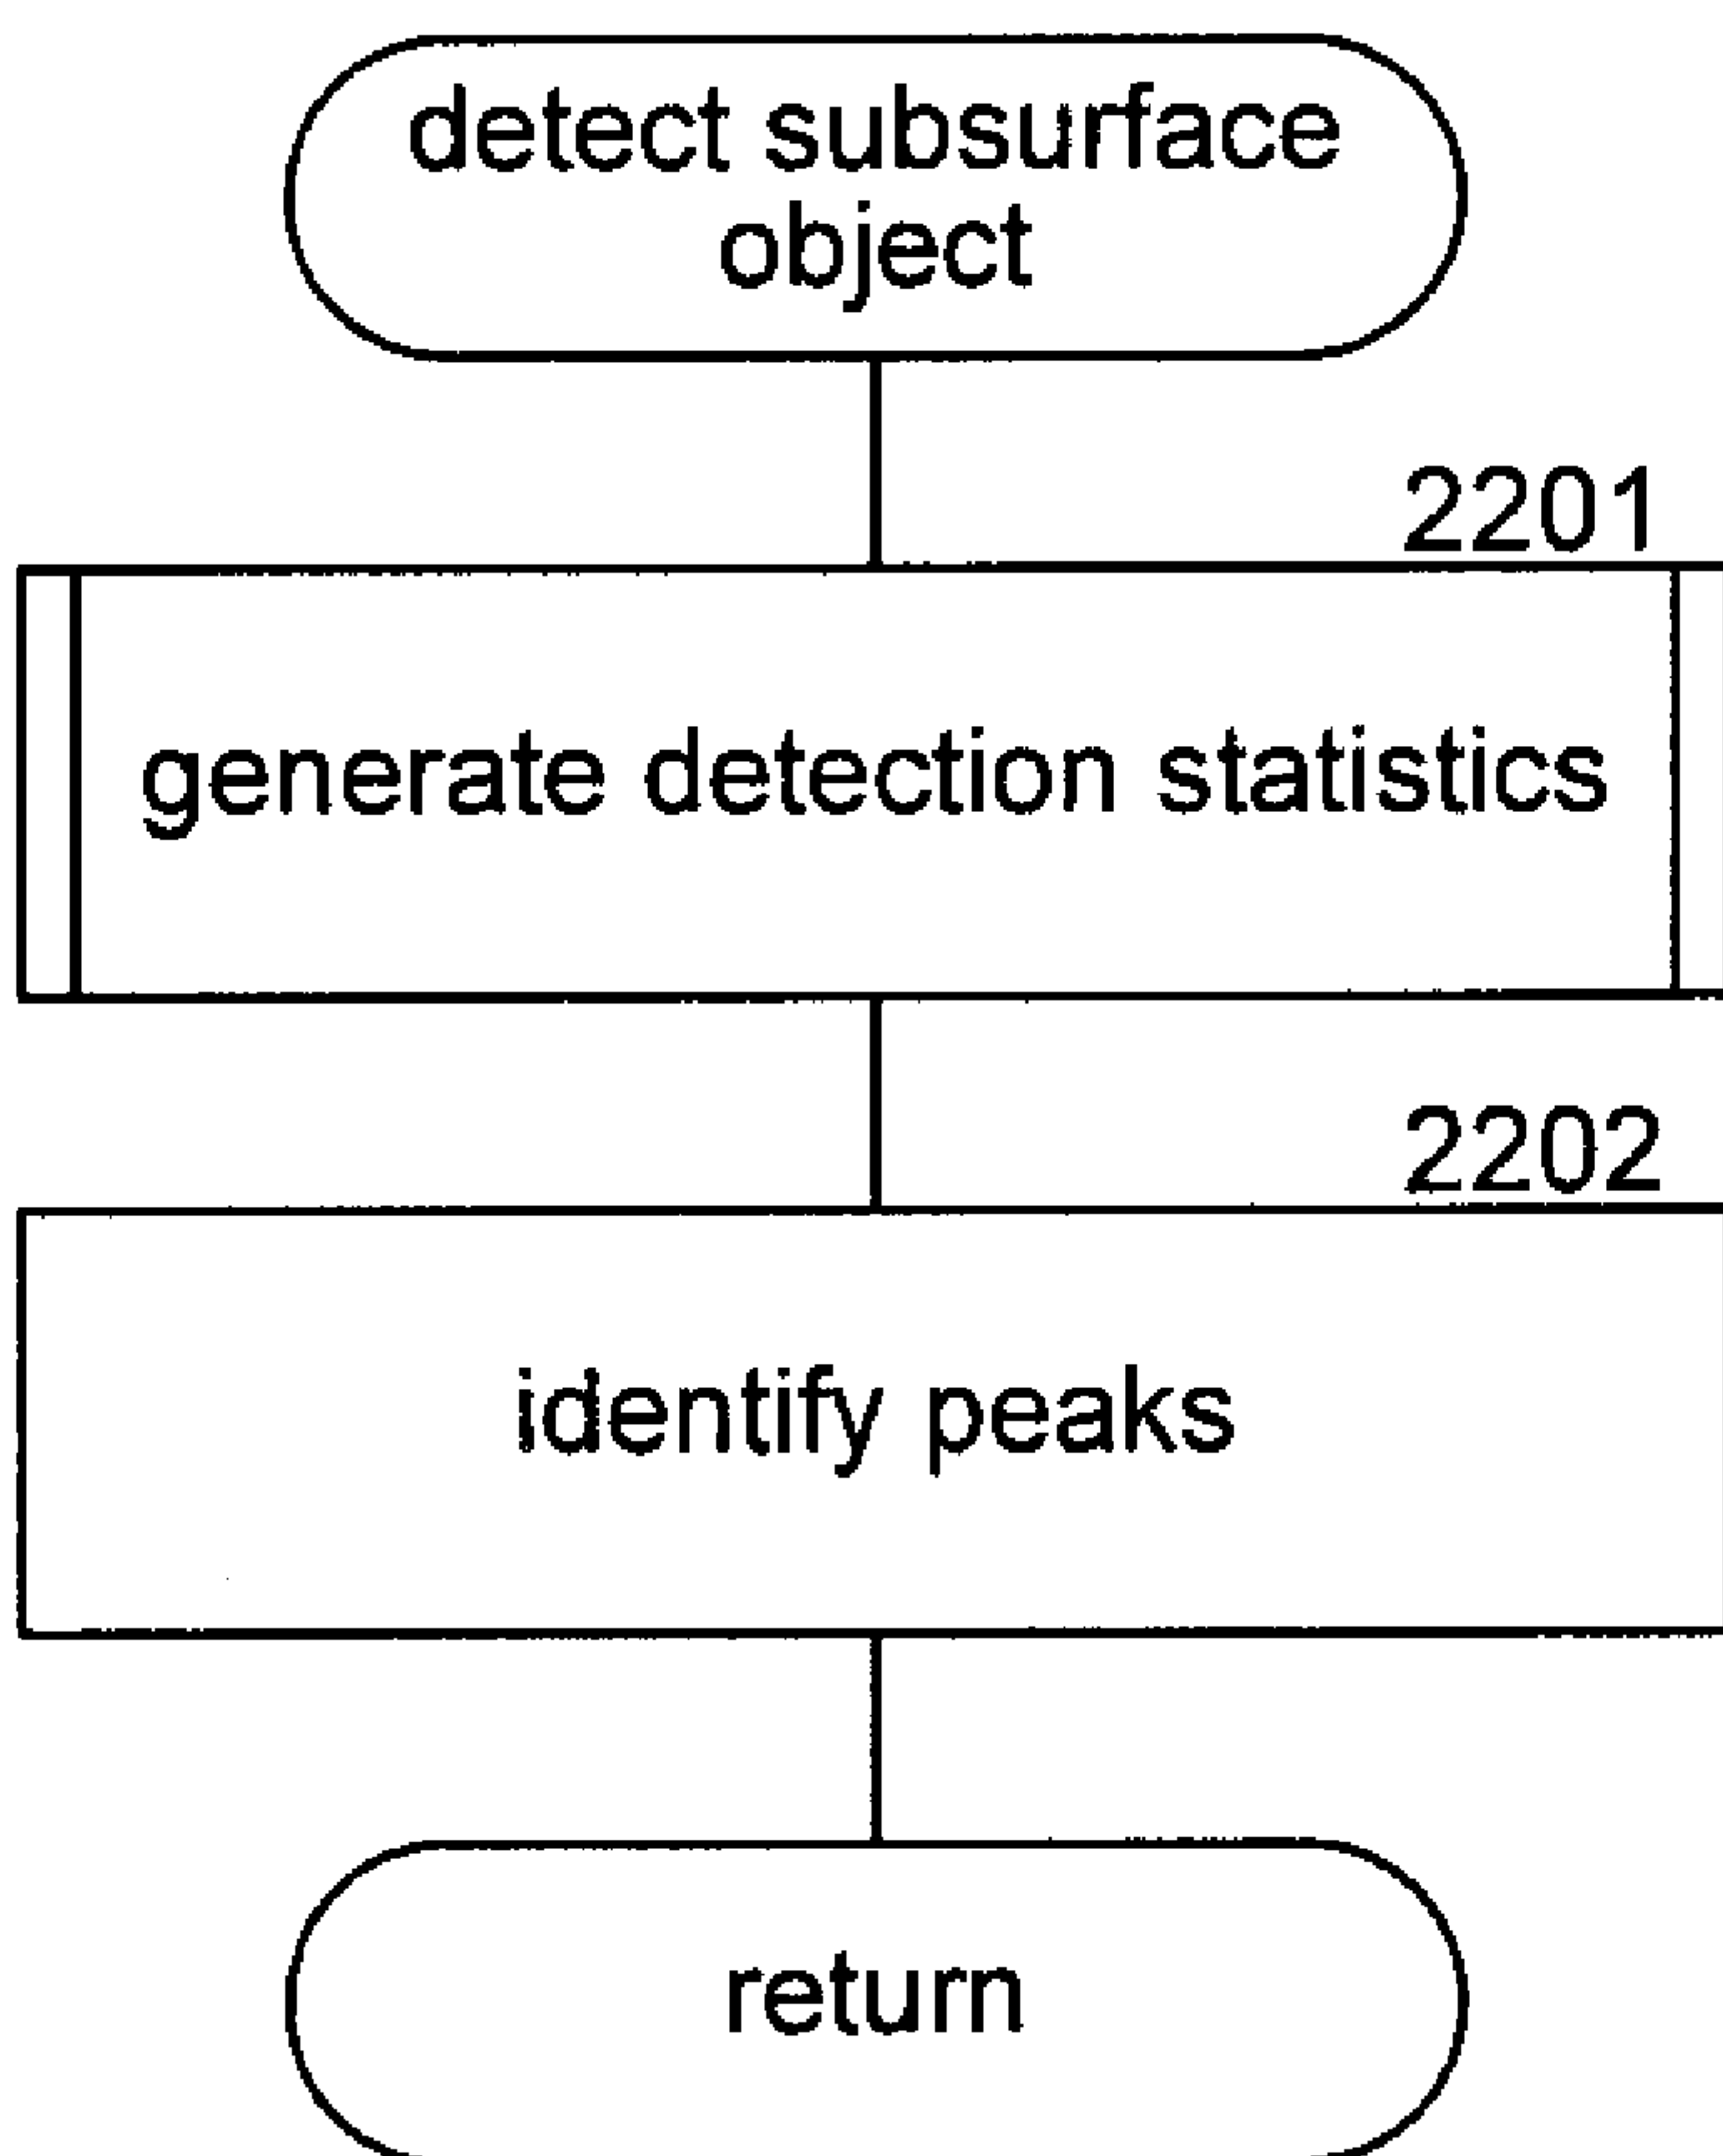 detect subsurface
object
2201
generate detection statistics
2202
identify peaks
return